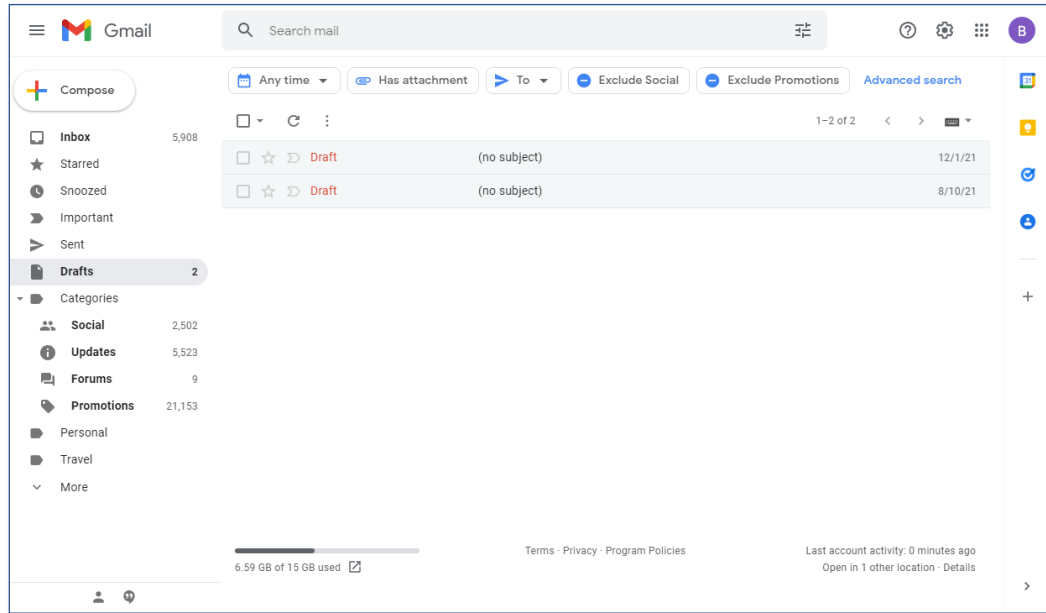 Gmail
Search mail
B
Compose
Any time
Has attachment
To
Exclude Social
Exclude Promotions
Advanced search
31
1–2 of 2
Inbox 5,908
Starred
Snoozed
Important
Sent
Drafts 2
Categories
Social 2,502
Updates 5,523
Forums 9
Promotions 21,153
Personal
Travel
More
Draft (no subject) 12/1/21
Draft (no subject) 8/10/21
6.59 GB of 15 GB used
Terms · Privacy · Program Policies
Last account activity: 0 minutes ago
Open in 1 other location · Details